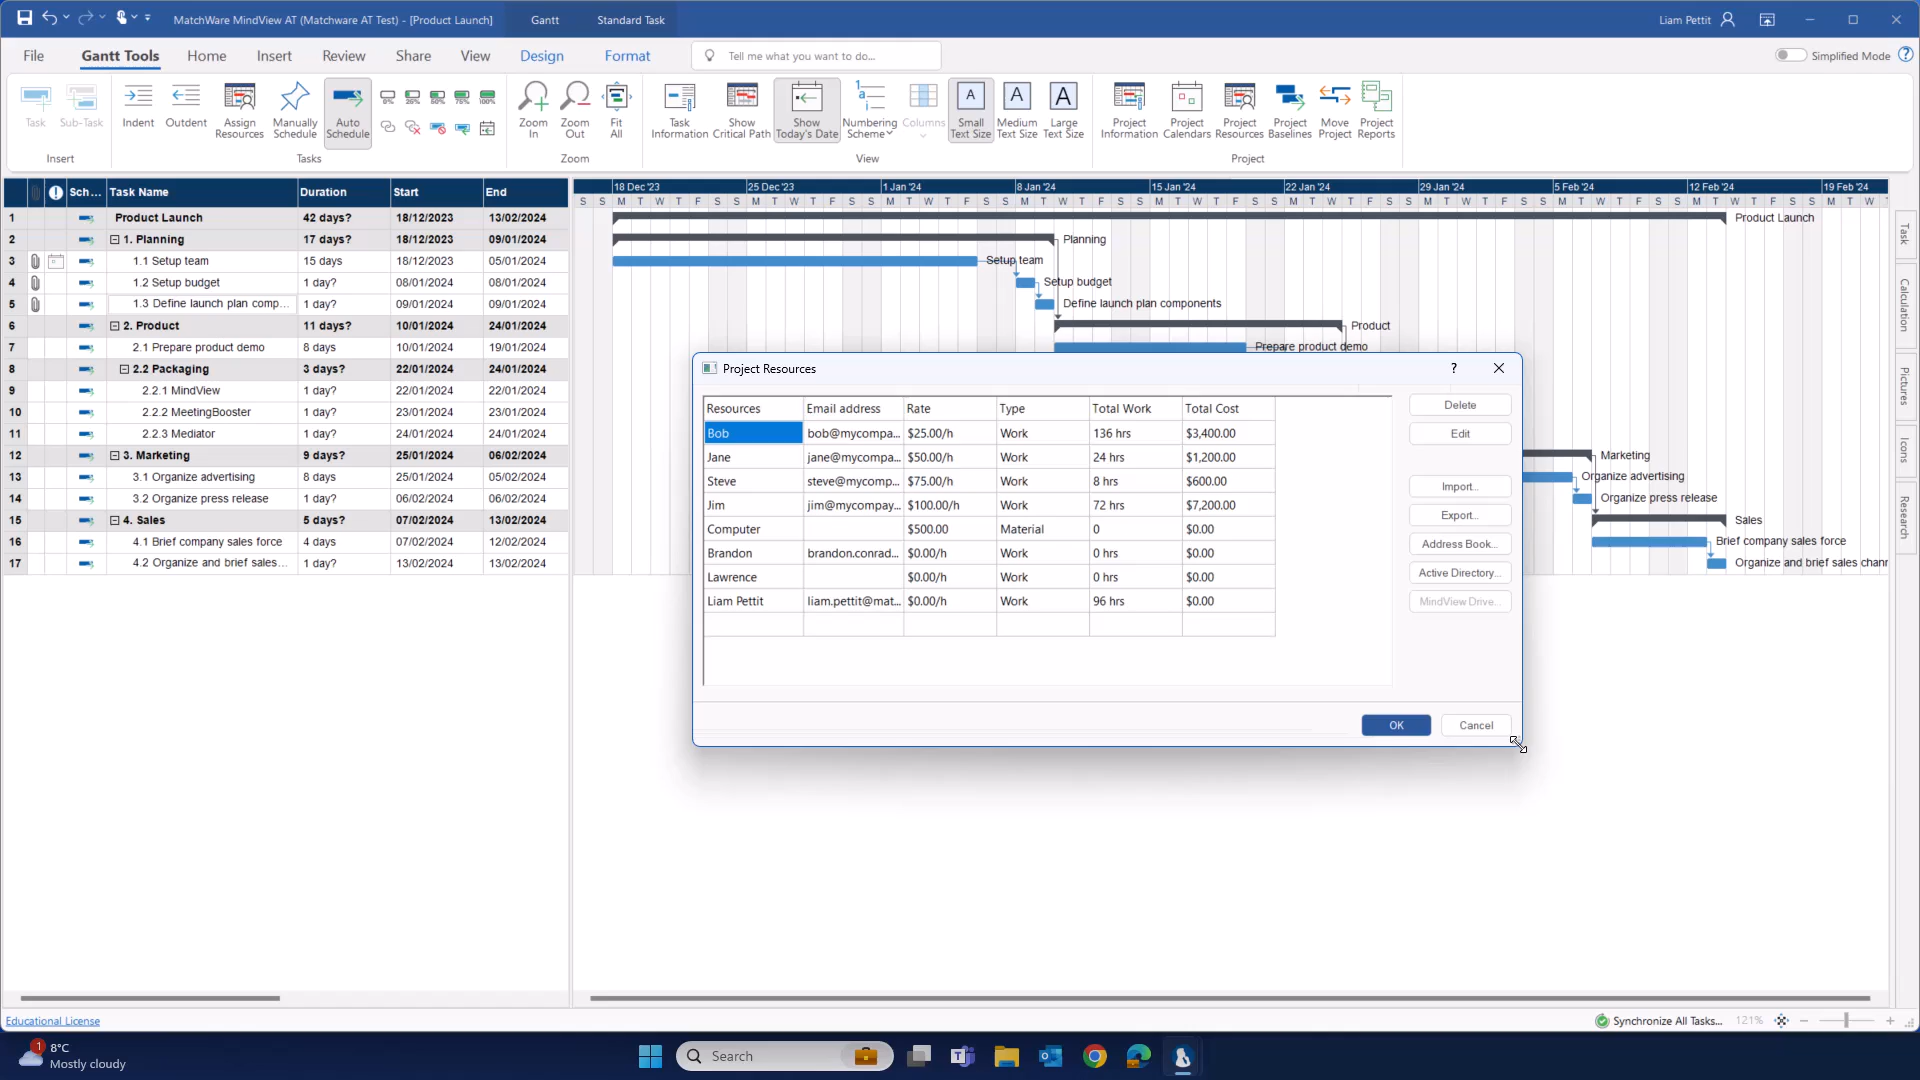 MatchWare MindView AT (Matchware AT Test) - [Product Launch]
Gantt
Standard Task
Liam Pettit
File
Gantt Tools
Home
Insert
Review
Share
View
Design
Format
Tell me what you want to do...
Simplified Mode
Task
Sub-Task
Indent
Outdent
Assign Resources
Manually Schedule
Auto Schedule
0%
25%
50%
75%
100%
Zoom In
Zoom Out
Fit All
Task Information
Show Critical Path
Show Today's Date
Numbering Scheme
Columns
Small Text Size
Medium Text Size
Large Text Size
Project Information
Project Calendars
Project Resources
Project Baselines
Move Project
Project Reports
Insert
Tasks
Zoom
View
Project
Sch... Task Name Duration Start End
1 Product Launch 42 days? 18/12/2023 13/02/2024
2 1. Planning 17 days? 18/12/2023 09/01/2024
3 1.1 Setup team 15 days 18/12/2023 05/01/2024
4 1.2 Setup budget 1 day? 08/01/2024 08/01/2024
5 1.3 Define launch plan comp... 1 day? 09/01/2024 09/01/2024
6 2. Product 11 days? 10/01/2024 24/01/2024
7 2.1 Prepare product demo 8 days 10/01/2024 19/01/2024
8 2.2 Packaging 3 days? 22/01/2024 24/01/2024
9 2.2.1 MindView 1 day? 22/01/2024 22/01/2024
10 2.2.2 MeetingBooster 1 day? 23/01/2024 23/01/2024
11 2.2.3 Mediator 1 day? 24/01/2024 24/01/2024
12 3. Marketing 9 days? 25/01/2024 06/02/2024
13 3.1 Organize advertising 8 days 25/01/2024 05/02/2024
14 3.2 Organize press release 1 day? 06/02/2024 06/02/2024
15 4. Sales 5 days? 07/02/2024 13/02/2024
16 4.1 Brief company sales force 4 days 07/02/2024 12/02/2024
17 4.2 Organize and brief sales... 1 day? 13/02/2024 13/02/2024
18 Dec '23 25 Dec '23 1 Jan '24 8 Jan '24 15 Jan '24 22 Jan '24 29 Jan '24 5 Feb '24 12 Feb '24 19 Feb '24
S S M T W T F S S M T W T F S S M T W T F S S M T W T F S S M T W T F S S M T W T F S S M T W T F S S M T W T F S S M T W T F S S M T W
Product Launch
Planning
Setup team
Setup budget
Define launch plan components
Product
Prepare product demo
Marketing
Organize advertising
Organize press release
Sales
Brief company sales force
Organize and brief sales chann
Project Resources
?
Resources Email address Rate Type Total Work Total Cost
Bob bob@mycompa... $25.00/h Work 136 hrs $3,400.00
Jane jane@mycompa... $50.00/h Work 24 hrs $1,200.00
Steve steve@mycomp... $75.00/h Work 8 hrs $600.00
Jim jim@mycompay... $100.00/h Work 72 hrs $7,200.00
Computer $500.00 Material 0 $0.00
Brandon brandon.conrad... $0.00/h Work 0 hrs $0.00
Lawrence $0.00/h Work 0 hrs $0.00
Liam Pettit liam.pettit@mat... $0.00/h Work 96 hrs $0.00
Delete
Edit
Import...
Export...
Address Book...
Active Directory...
MindView Drive...
OK
Cancel
Task
Calculation
Pictures
Icons
Research
Educational License
Synchronize All Tasks...
121%
1
8°C
Mostly cloudy
Search